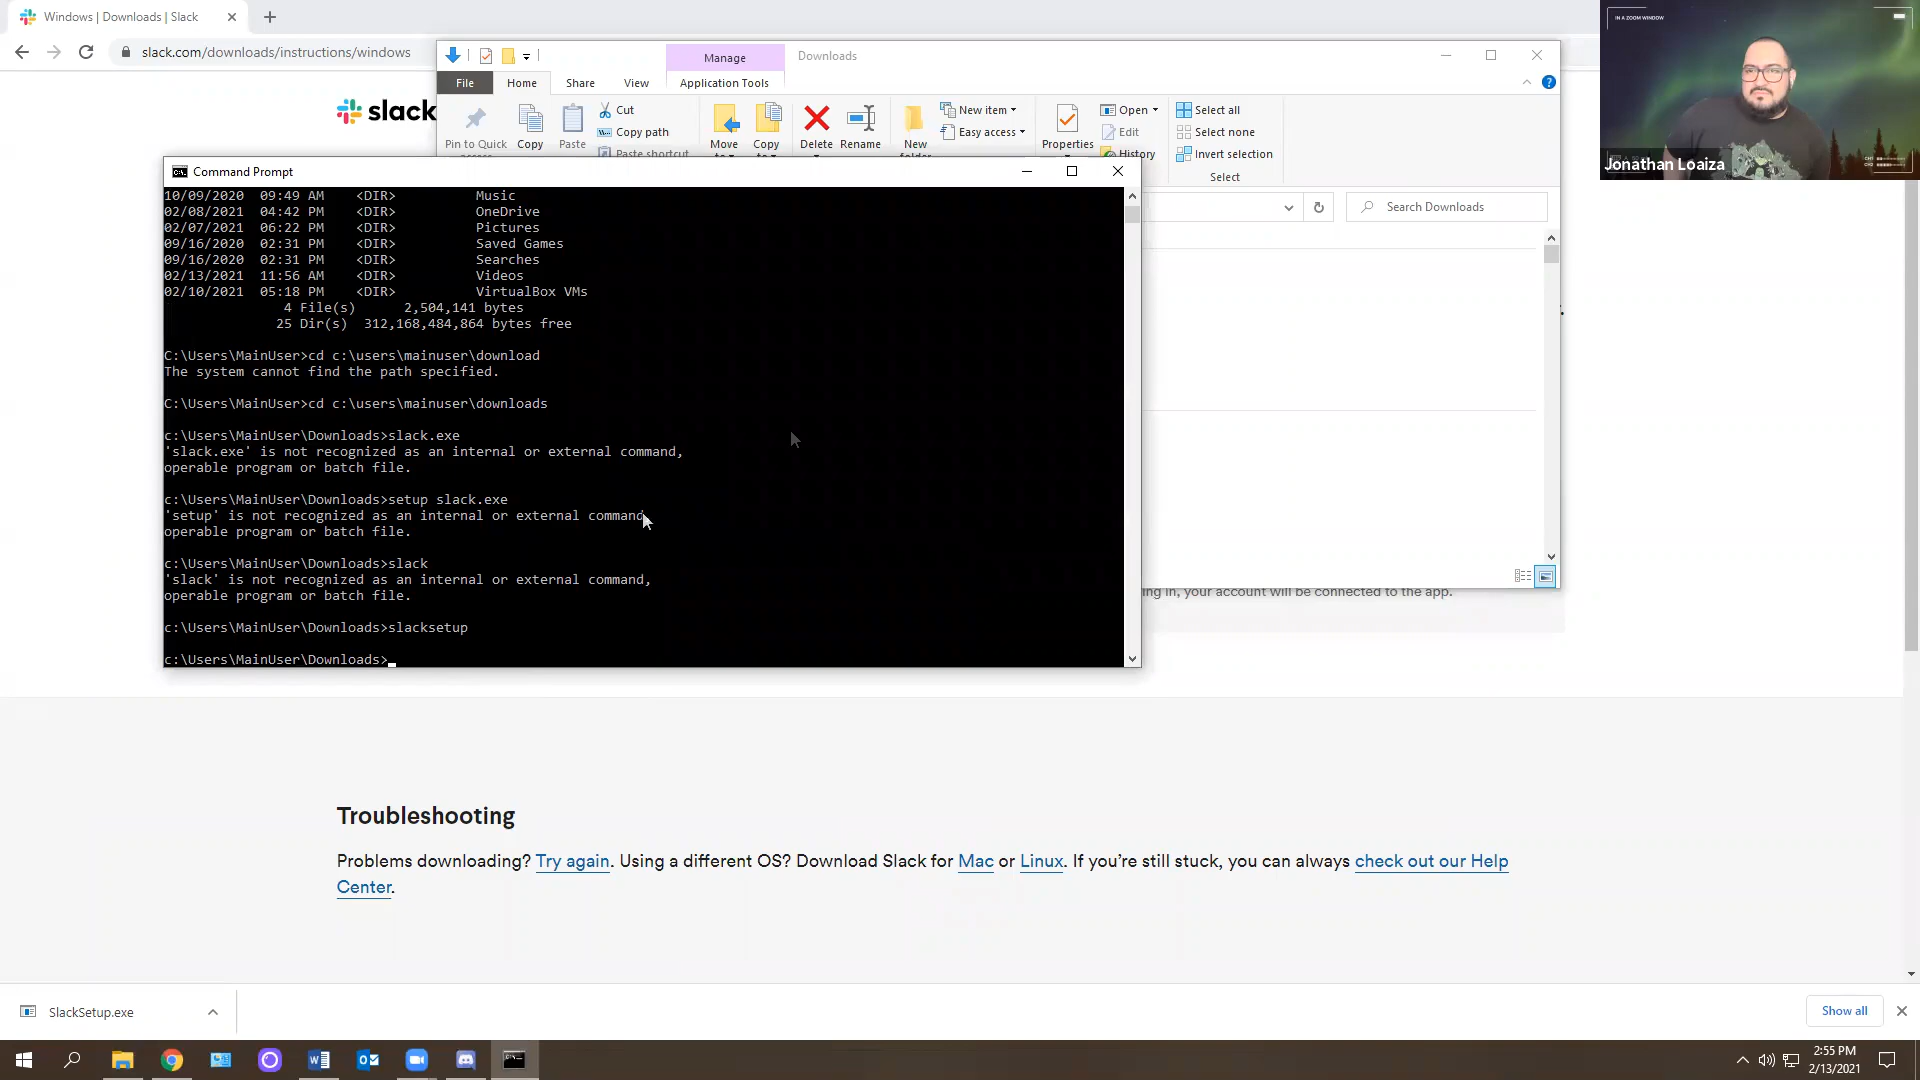 Windows | Downloads | Slack
slack.com/downloads/instructions/windows
Manage
Downloads
File
Home
Share
View
Application Tools
Pin to Quick
Copy
Paste
Cut
Copy path
Paste shortcut
Move
Copy
Delete
Rename
New
New item
Easy access
Properties
Open
Edit
History
Select all
Select none
Invert selection
Select
slack
Search Downloads
IN A ZOOM WINDOW
Jonathan Loaiza
Command Prompt
10/09/2020  09:49 AM    <DIR>          Music
02/08/2021  04:42 PM    <DIR>          OneDrive
02/07/2021  06:22 PM    <DIR>          Pictures
09/16/2020  02:31 PM    <DIR>          Saved Games
09/16/2020  02:31 PM    <DIR>          Searches
02/13/2021  11:56 AM    <DIR>          Videos
02/10/2021  05:18 PM    <DIR>          VirtualBox VMs
4 File(s)      2,504,141 bytes
25 Dir(s)  312,168,484,864 bytes free
C:\Users\MainUser>cd c:\users\mainuser\download
The system cannot find the path specified.
C:\Users\MainUser>cd c:\users\mainuser\downloads
c:\Users\MainUser\Downloads>slack.exe
'slack.exe' is not recognized as an internal or external command,
operable program or batch file.
c:\Users\MainUser\Downloads>setup slack.exe
'setup' is not recognized as an internal or external command
operable program or batch file.
c:\Users\MainUser\Downloads>slack
'slack' is not recognized as an internal or external command,
operable program or batch file.
c:\Users\MainUser\Downloads>slacksetup
c:\Users\MainUser\Downloads>
ing in, your account will be connected to the app.
Troubleshooting
Problems downloading? Try again. Using a different OS? Download Slack for Mac or Linux. If you’re still stuck, you can always check out our Help
Center.
SlackSetup.exe
Show all
2:55 PM
2/13/2021